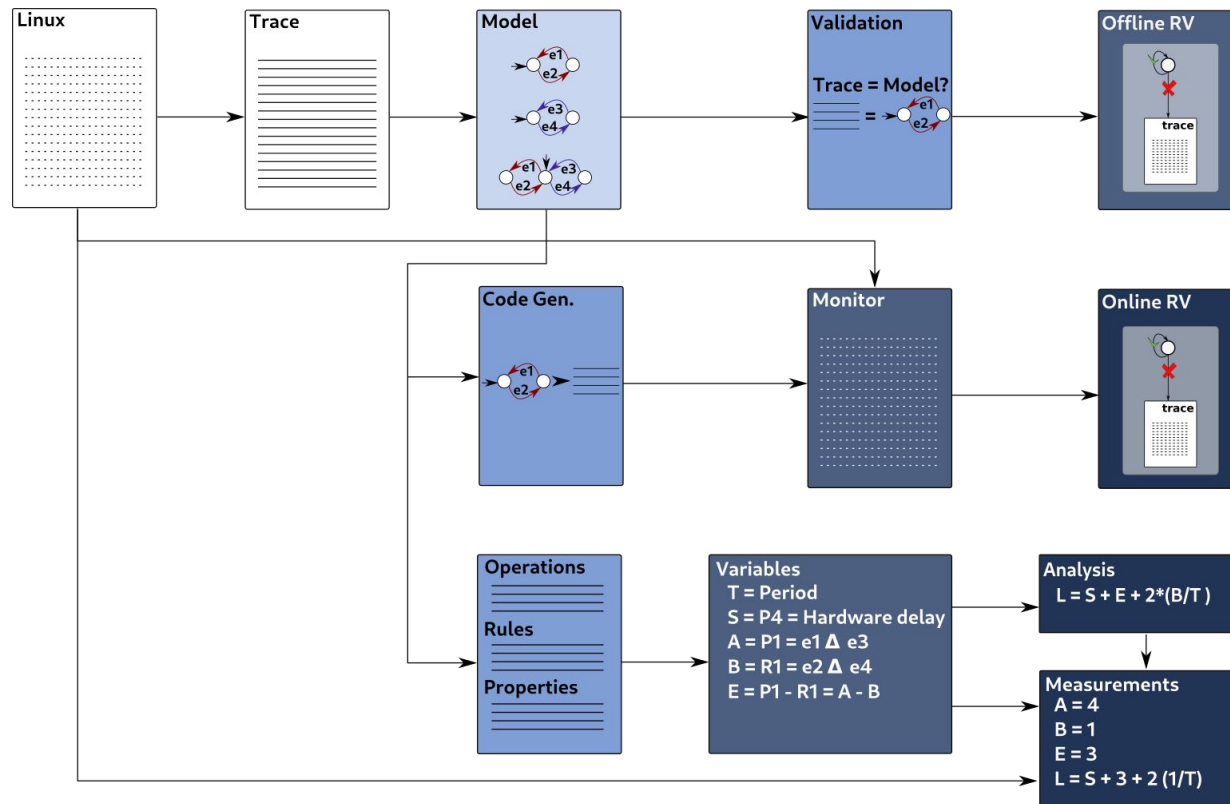 Linux
Trace
Model
e1
e2
e3
e4
e1 e3
e2 e4
Validation
Trace = Model?
= e1
e2
Offline RV
trace
Code Gen.
e1
e2
Monitor
Online RV
trace
Operations
Rules
Properties
Variables
T = Period
S = P4 = Hardware delay
A = P1 = e1 Δ e3
B = R1 = e2 Δ e4
E = P1 - R1 = A - B
Analysis
L = S + E + 2*(B/T )
Measurements
A = 4
B = 1
E = 3
L = S + 3 + 2 (1/T)